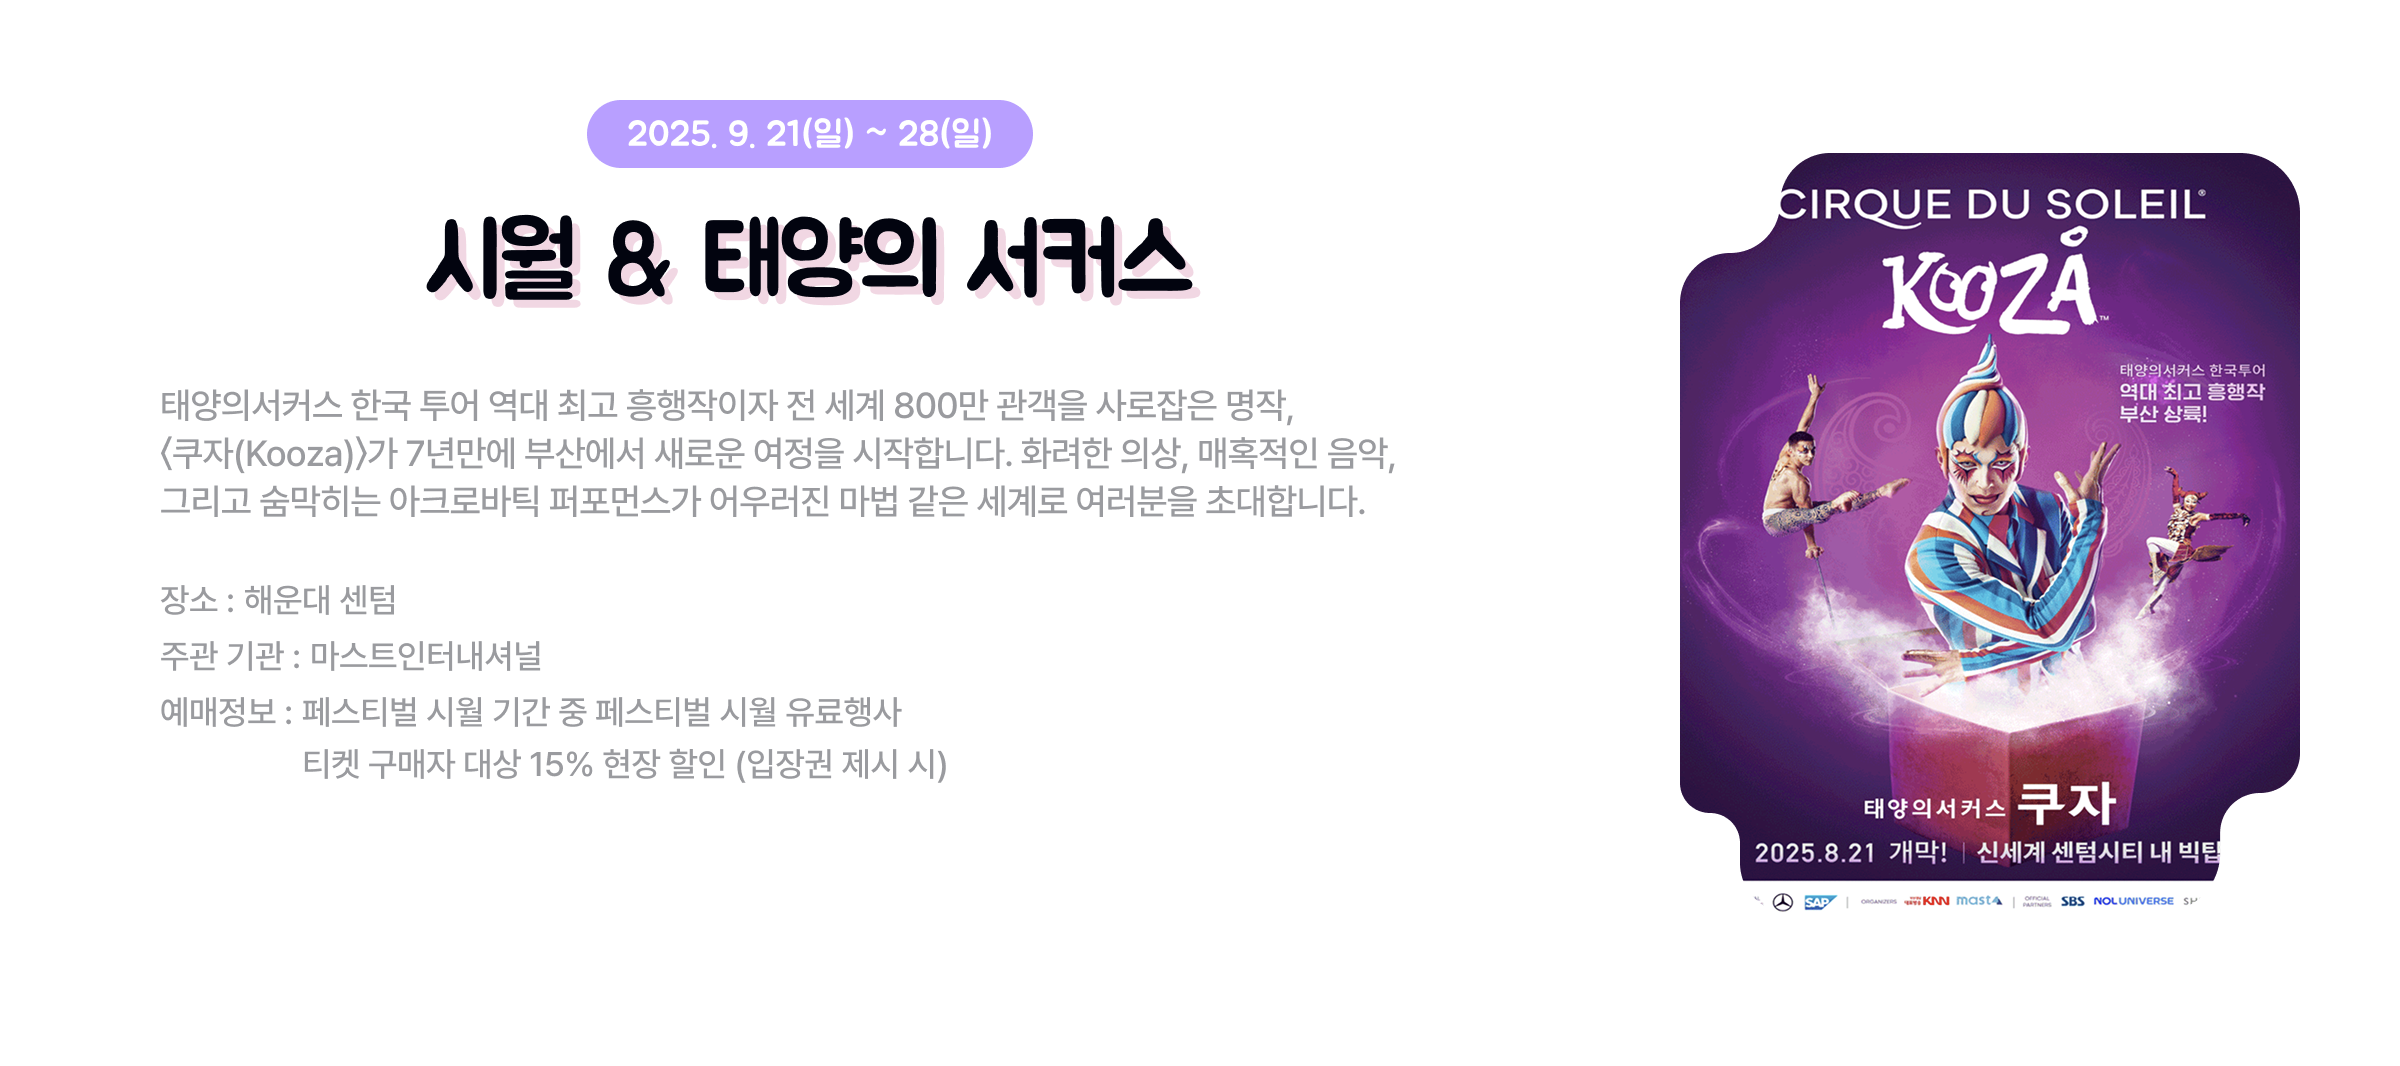 2025. 9. 21(일) ~ 28(일)
시월 & 태양의 서커스
태양의서커스 한국 투어 역대 최고 흥행작이자 전 세계 800만 관객을 사로잡은 명작,
〈쿠자(Kooza)〉가 7년만에 부산에서 새로운 여정을 시작합니다. 화려한 의상, 매혹적인 음악,
그리고 숨막히는 아크로바틱 퍼포먼스가 어우러진 마법 같은 세계로 여러분을 초대합니다.
장소 : 해운대 센텀
주관 기관 : 마스트인터내셔널
예매정보 : 페스티벌 시월 기간 중 페스티벌 시월 유료행사
티켓 구매자 대상 15% 현장 할인 (입장권 제시 시)
CIRQUE DU SOLEIL®
KOOZA™
태양의서커스 한국투어
역대 최고 흥행작
부산 상륙!
태양의서커스 쿠자
2025.8.21 개막! | 신세계 센텀시티 내 빅탑
SAP | ORGANIZERS KNN mast | OFFICIAL PARTNERS SBS NOL UNIVERSE